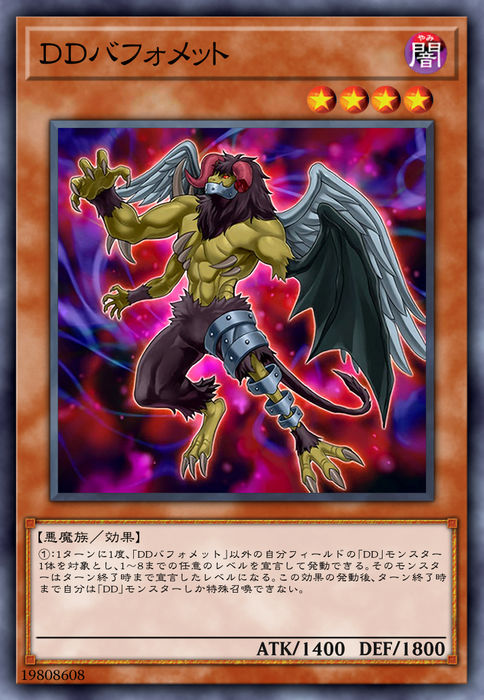 DDバフォメット
やみ
闇
【悪魔族／効果】
①:1ターンに1度、「DDバフォメット」以外の自分フィールドの「DD」モンスター
1体を対象とし、1～8までの任意のレベルを宣言して発動できる。そのモンス
ターはターン終了時まで宣言したレベルになる。この効果の発動後、ターン終了時
まで自分は「DD」モンスターしか特殊召喚できない。
ATK/1400 DEF/1800
19808608